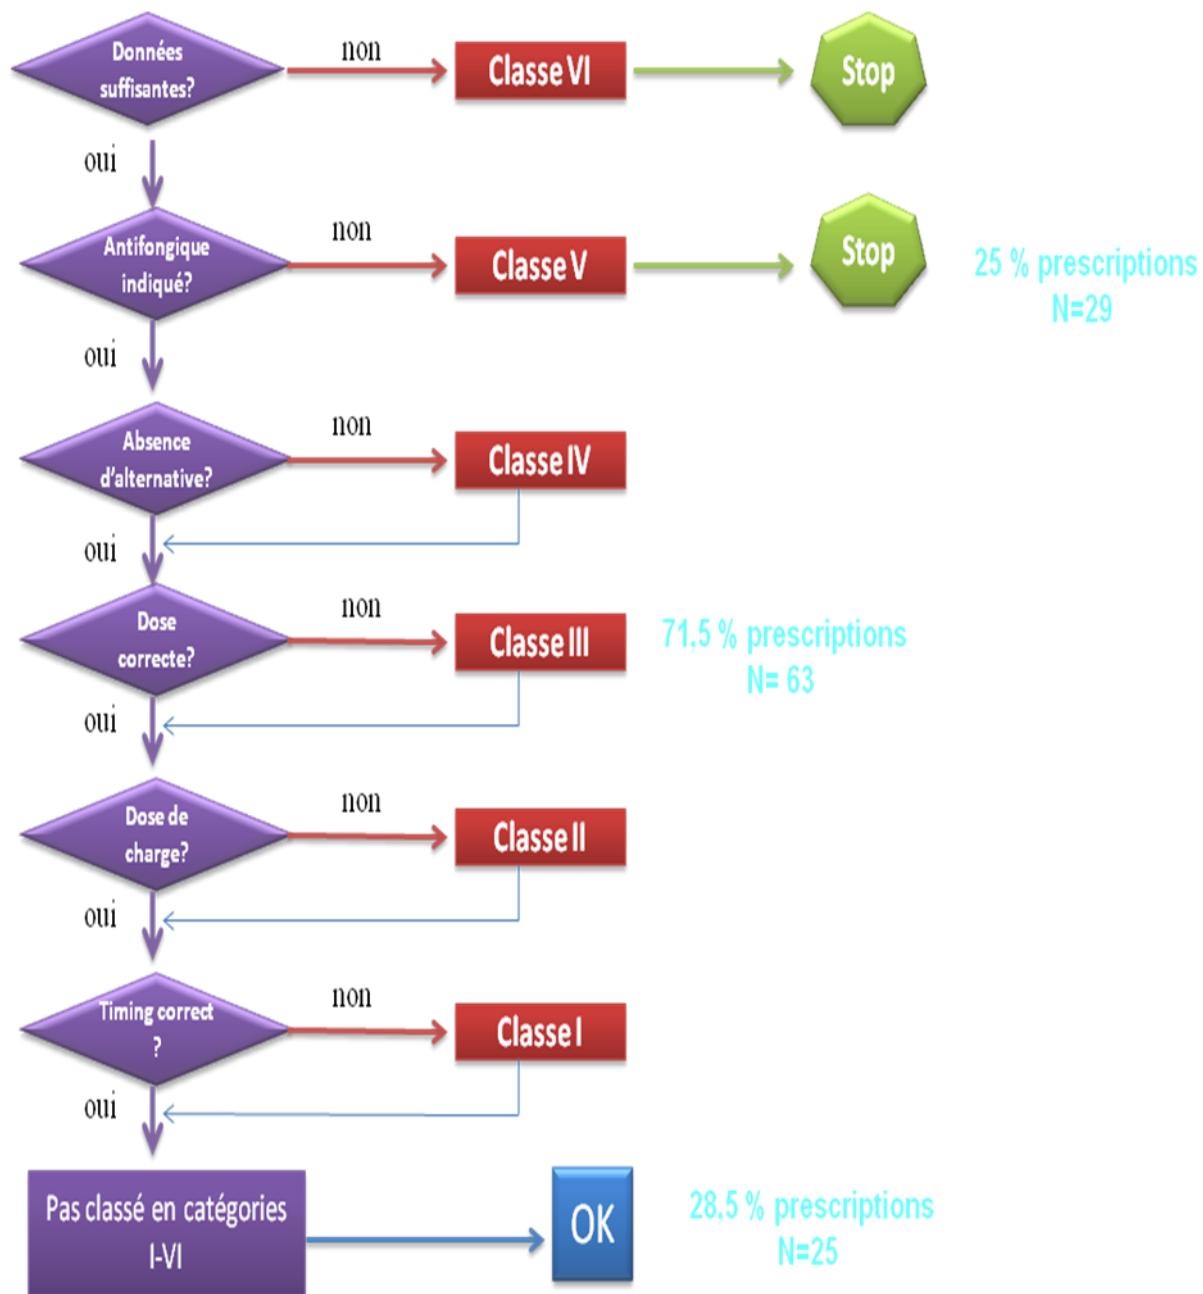 Données
suffisantes?
non
Classe VI
Stop
oui
Antifongique
indiqué?
non
Classe V
Stop
25 % prescriptions
N=29
oui
Absence
d'alternative?
non
Classe IV
oui
Dose
correcte?
non
Classe III
71,5 % prescriptions
N= 63
oui
Dose de
charge?
non
Classe II
oui
Timing correct
?
non
Classe I
oui
Pas classé en catégories
I-VI
OK
28,5 % prescriptions
N=25